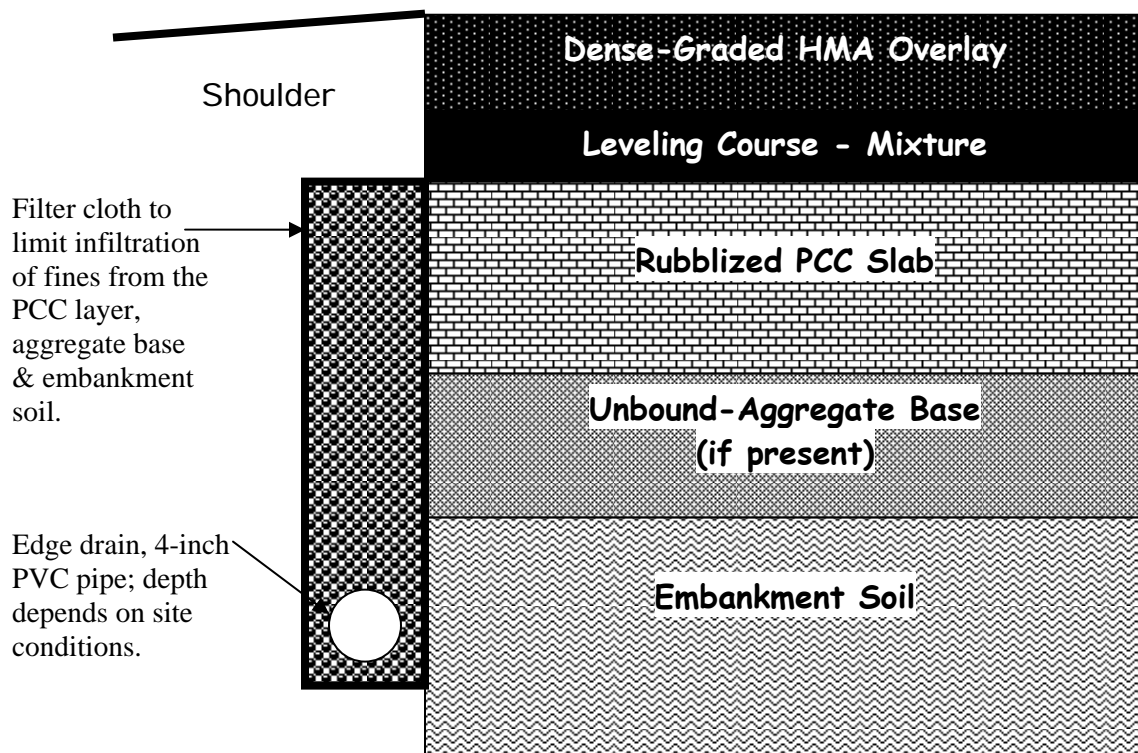 Dense-Graded HMA Overlay
Shoulder
Leveling Course - Mixture
Filter cloth to
limit infiltration
of fines from the
PCC layer,
aggregate base
& embankment
soil.
Rubblized PCC Slab
Unbound-Aggregate Base
(if present)
Edge drain, 4-inch
PVC pipe; depth
depends on site
conditions.
Embankment Soil